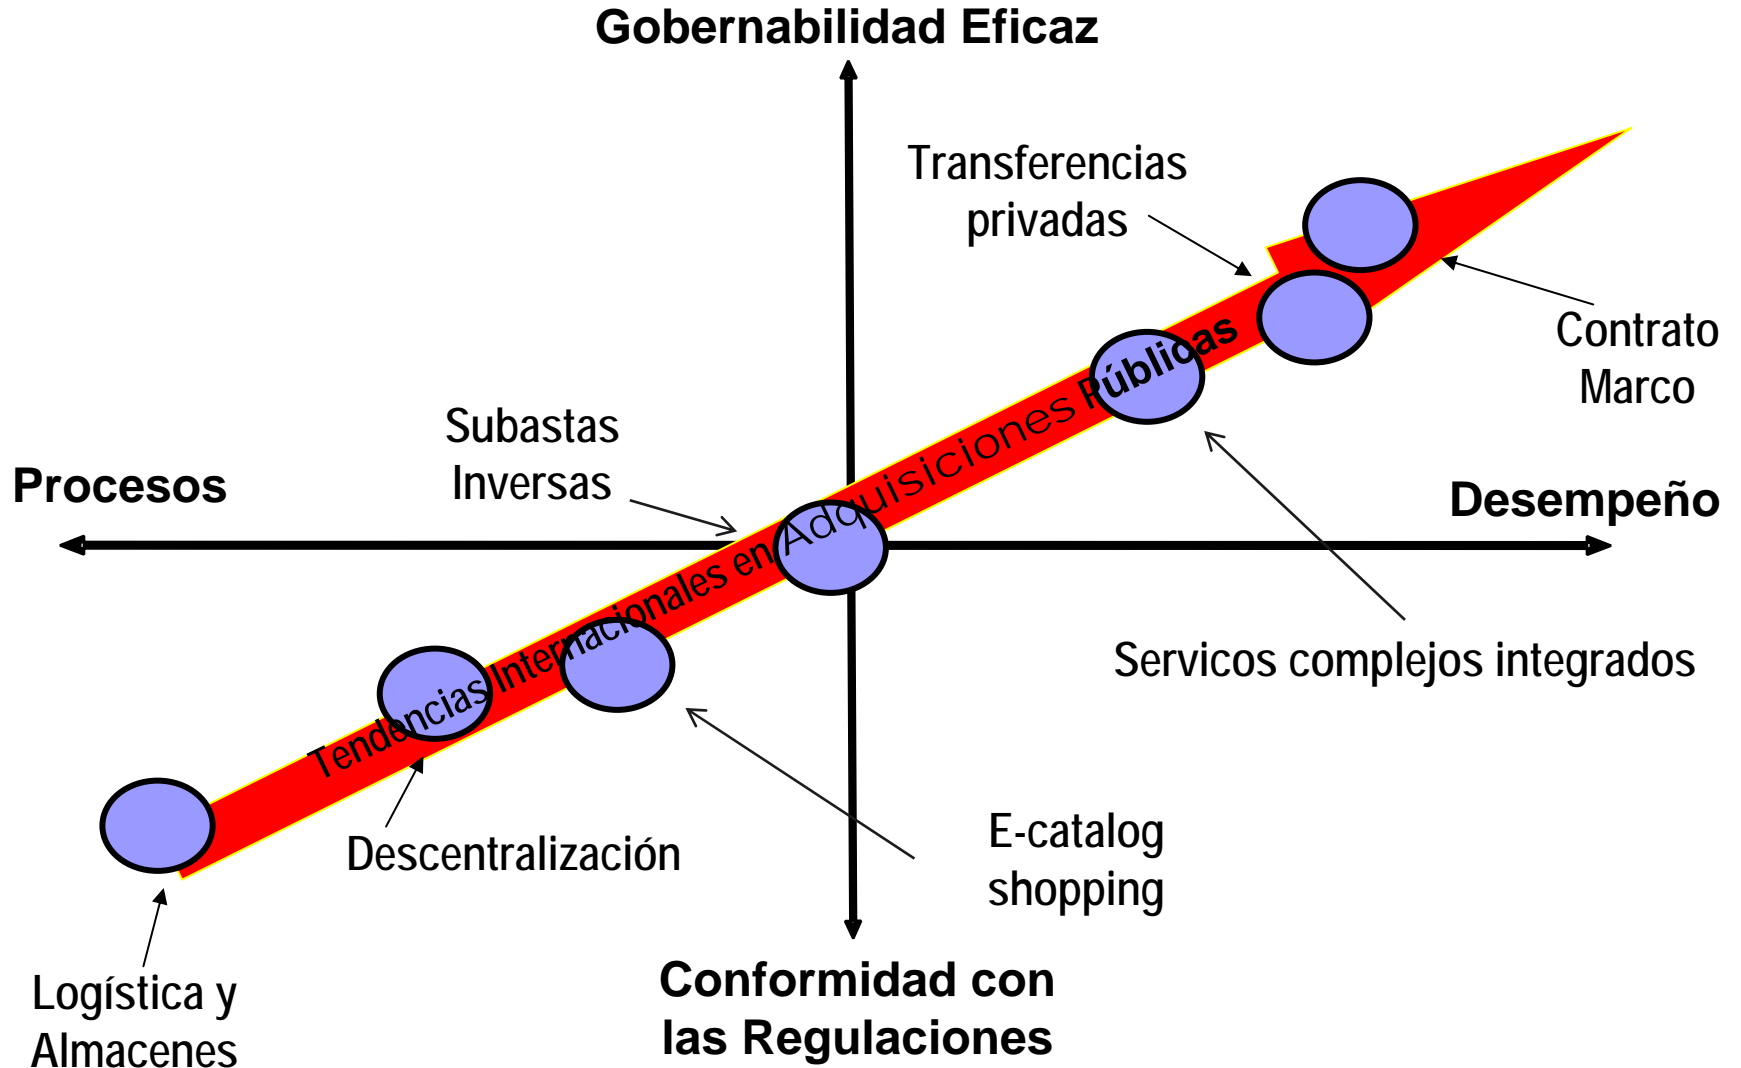 Gobernabilidad Eficaz
Transferencias
privadas
Contrato
Marco
Subastas
Inversas
Procesos
Desempeño
Tendencias Internacionales en Adquisiciones Públicas
Servicos complejos integrados
E-catalog
shopping
Descentralización
Conformidad con
las Regulaciones
Logística y
Almacenes